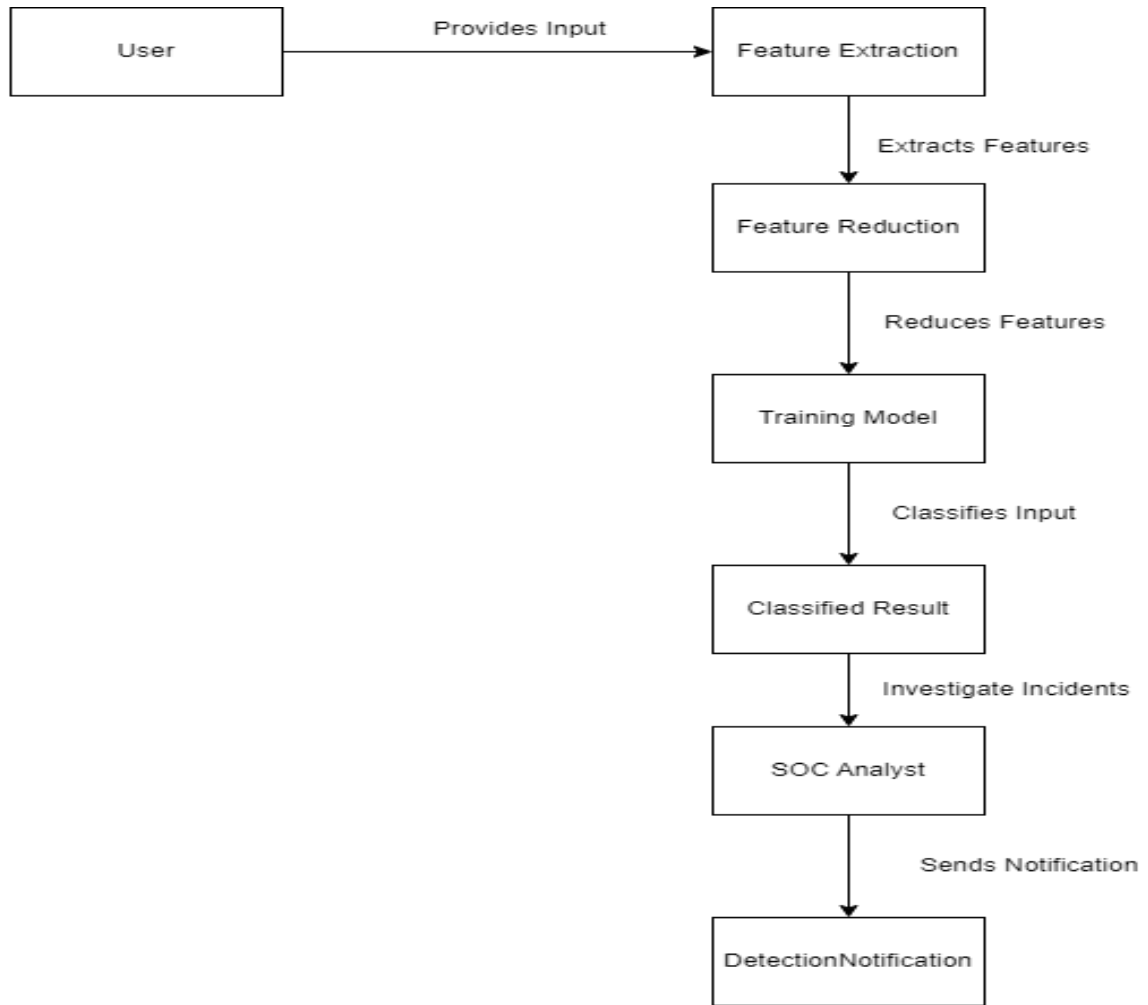 Provides Input
User
Feature Extraction
Extracts Features
Feature Reduction
Reduces Features
Training Model
Classifies Input
Classified Result
Investigate Incidents
SOC Analyst
Sends Notification
DetectionNotification